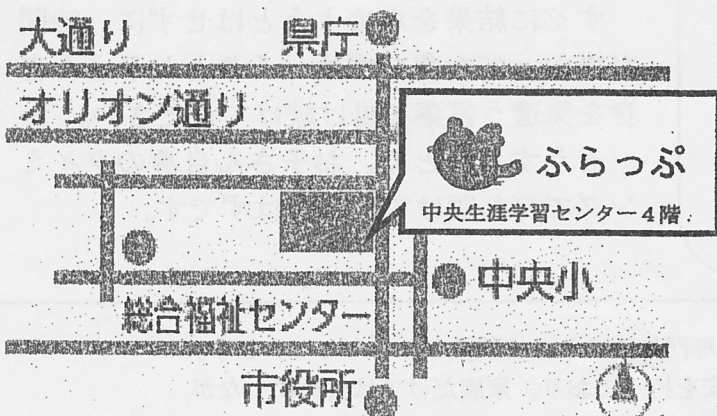 大通り
県庁
オリオン通り
ふらっぷ
中央生涯学習センター4階
中央小
総合福祉センター
市役所